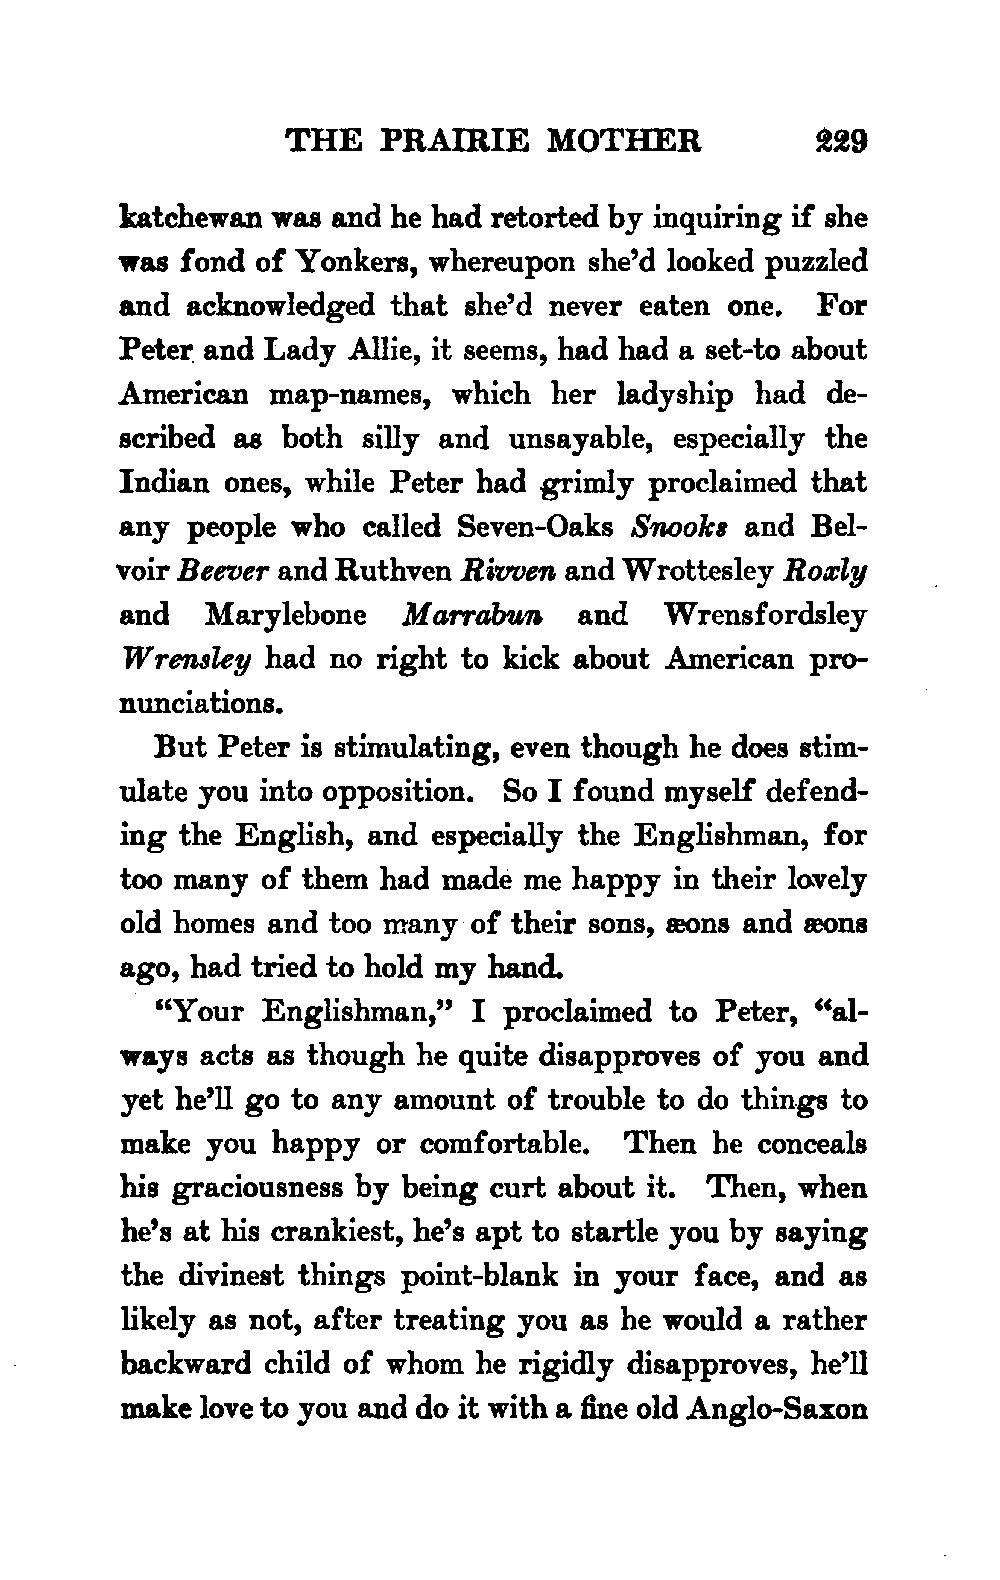 THE PRAIRIE MOTHER 229
katchewan was and he had retorted by inquiring if she
was fond of Yonkers, whereupon she'd looked puzzled
and acknowledged that she'd never eaten one. For
Peter and Lady Allie, it seems, had had a set-to about
American map-names, which her ladyship had de-
scribed as both silly and unsayable, especially the
Indian ones, while Peter had grimly proclaimed that
any people who called Seven-Oaks Snooks and Bel-
voir Beever and Ruthven Rivven and Wrottesley Roxly
and Marylebone Marrabun and Wrensfordsley
Wrensley had no right to kick about American pro-
nunciations.
But Peter is stimulating, even though he does stim-
ulate you into opposition. So I found myself defend-
ing the English, and especially the Englishman, for
too many of them had made me happy in their lovely
old homes and too many of their sons, æons and æons
ago, had tried to hold my hand.
"Your Englishman," I proclaimed to Peter, "al-
ways acts as though he quite disapproves of you and
yet he'll go to any amount of trouble to do things to
make you happy or comfortable. Then he conceals
his graciousness by being curt about it. Then, when
he's at his crankiest, he's apt to startle you by saying
the divinest things point-blank in your face, and as
likely as not, after treating you as he would a rather
backward child of whom he rigidly disapproves, he'll
make love to you and do it with a fine old Anglo-Saxon